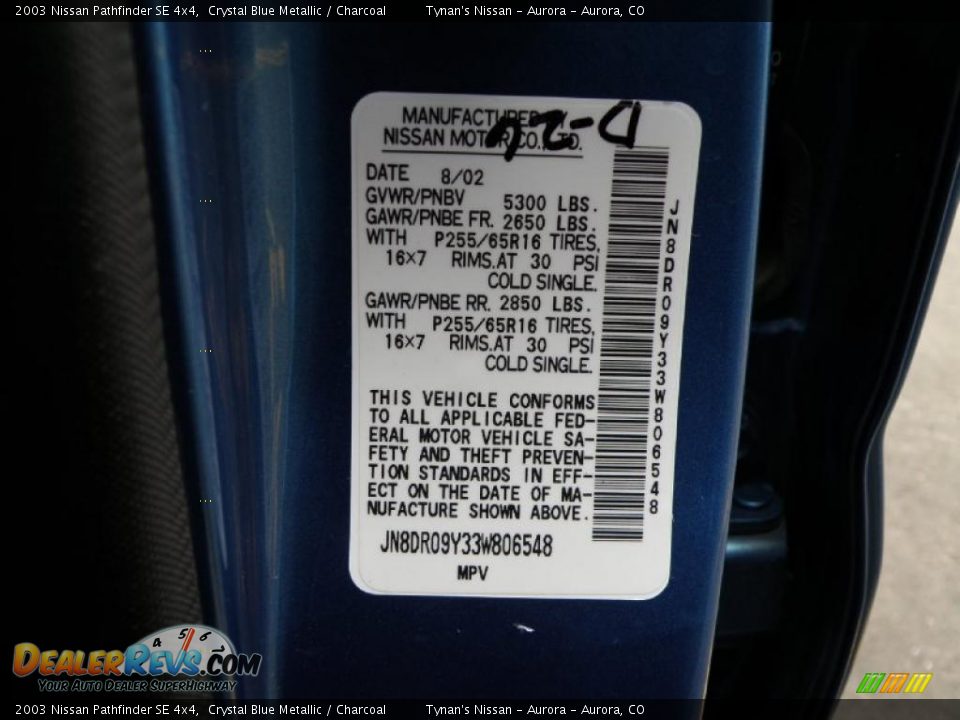 2003 Nissan Pathfinder SE 4x4,  Crystal Blue Metallic / Charcoal    Tynan's Nissan - Aurora - Aurora, CO
MANUFACTURED BY
NISSAN MOTOR CO., LTD.
D-26
DATE 8/02
GVWR/PNBV 5300 LBS.
GAWR/PNBE FR. 2650 LBS.
WITH P255/65R16 TIRES,
16×7 RIMS.AT 30 PSI
COLD SINGLE.
GAWR/PNBE RR. 2850 LBS.
WITH P255/65R16 TIRES,
16×7 RIMS.AT 30 PSI
COLD SINGLE.
THIS VEHICLE CONFORMS
TO ALL APPLICABLE FED-
ERAL MOTOR VEHICLE SA-
FETY AND THEFT PREVEN-
TION STANDARDS IN EFF-
ECT ON THE DATE OF MA-
NUFACTURE SHOWN ABOVE.
JN8DR09Y33W806548
MPV
JN8DR09Y33W806548
4 5 6
DEALERREVS.COM
YOUR AUTO DEALER SUPERHIGHWAY
2003 Nissan Pathfinder SE 4x4,  Crystal Blue Metallic / Charcoal    Tynan's Nissan - Aurora - Aurora, CO